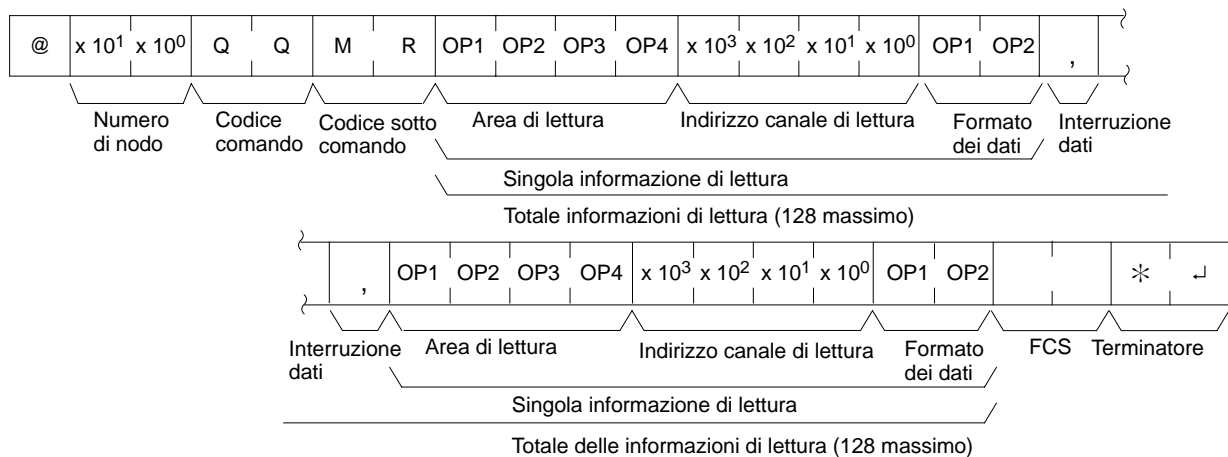 @ x 10¹ x 10⁰ Q Q M R OP1 OP2 OP3 OP4 x 10³ x 10² x 10¹ x 10⁰ OP1 OP2 ,
Numero di nodo
Codice comando
Codice sotto comando
Area di lettura
Indirizzo canale di lettura
Formato dei dati
Interruzione dati
Singola informazione di lettura
Totale informazioni di lettura (128 massimo)
, OP1 OP2 OP3 OP4 x 10³ x 10² x 10¹ x 10⁰ OP1 OP2 * ↵
Interruzione dati
Area di lettura
Indirizzo canale di lettura
Formato dei dati
FCS
Terminatore
Singola informazione di lettura
Totale delle informazioni di lettura (128 massimo)